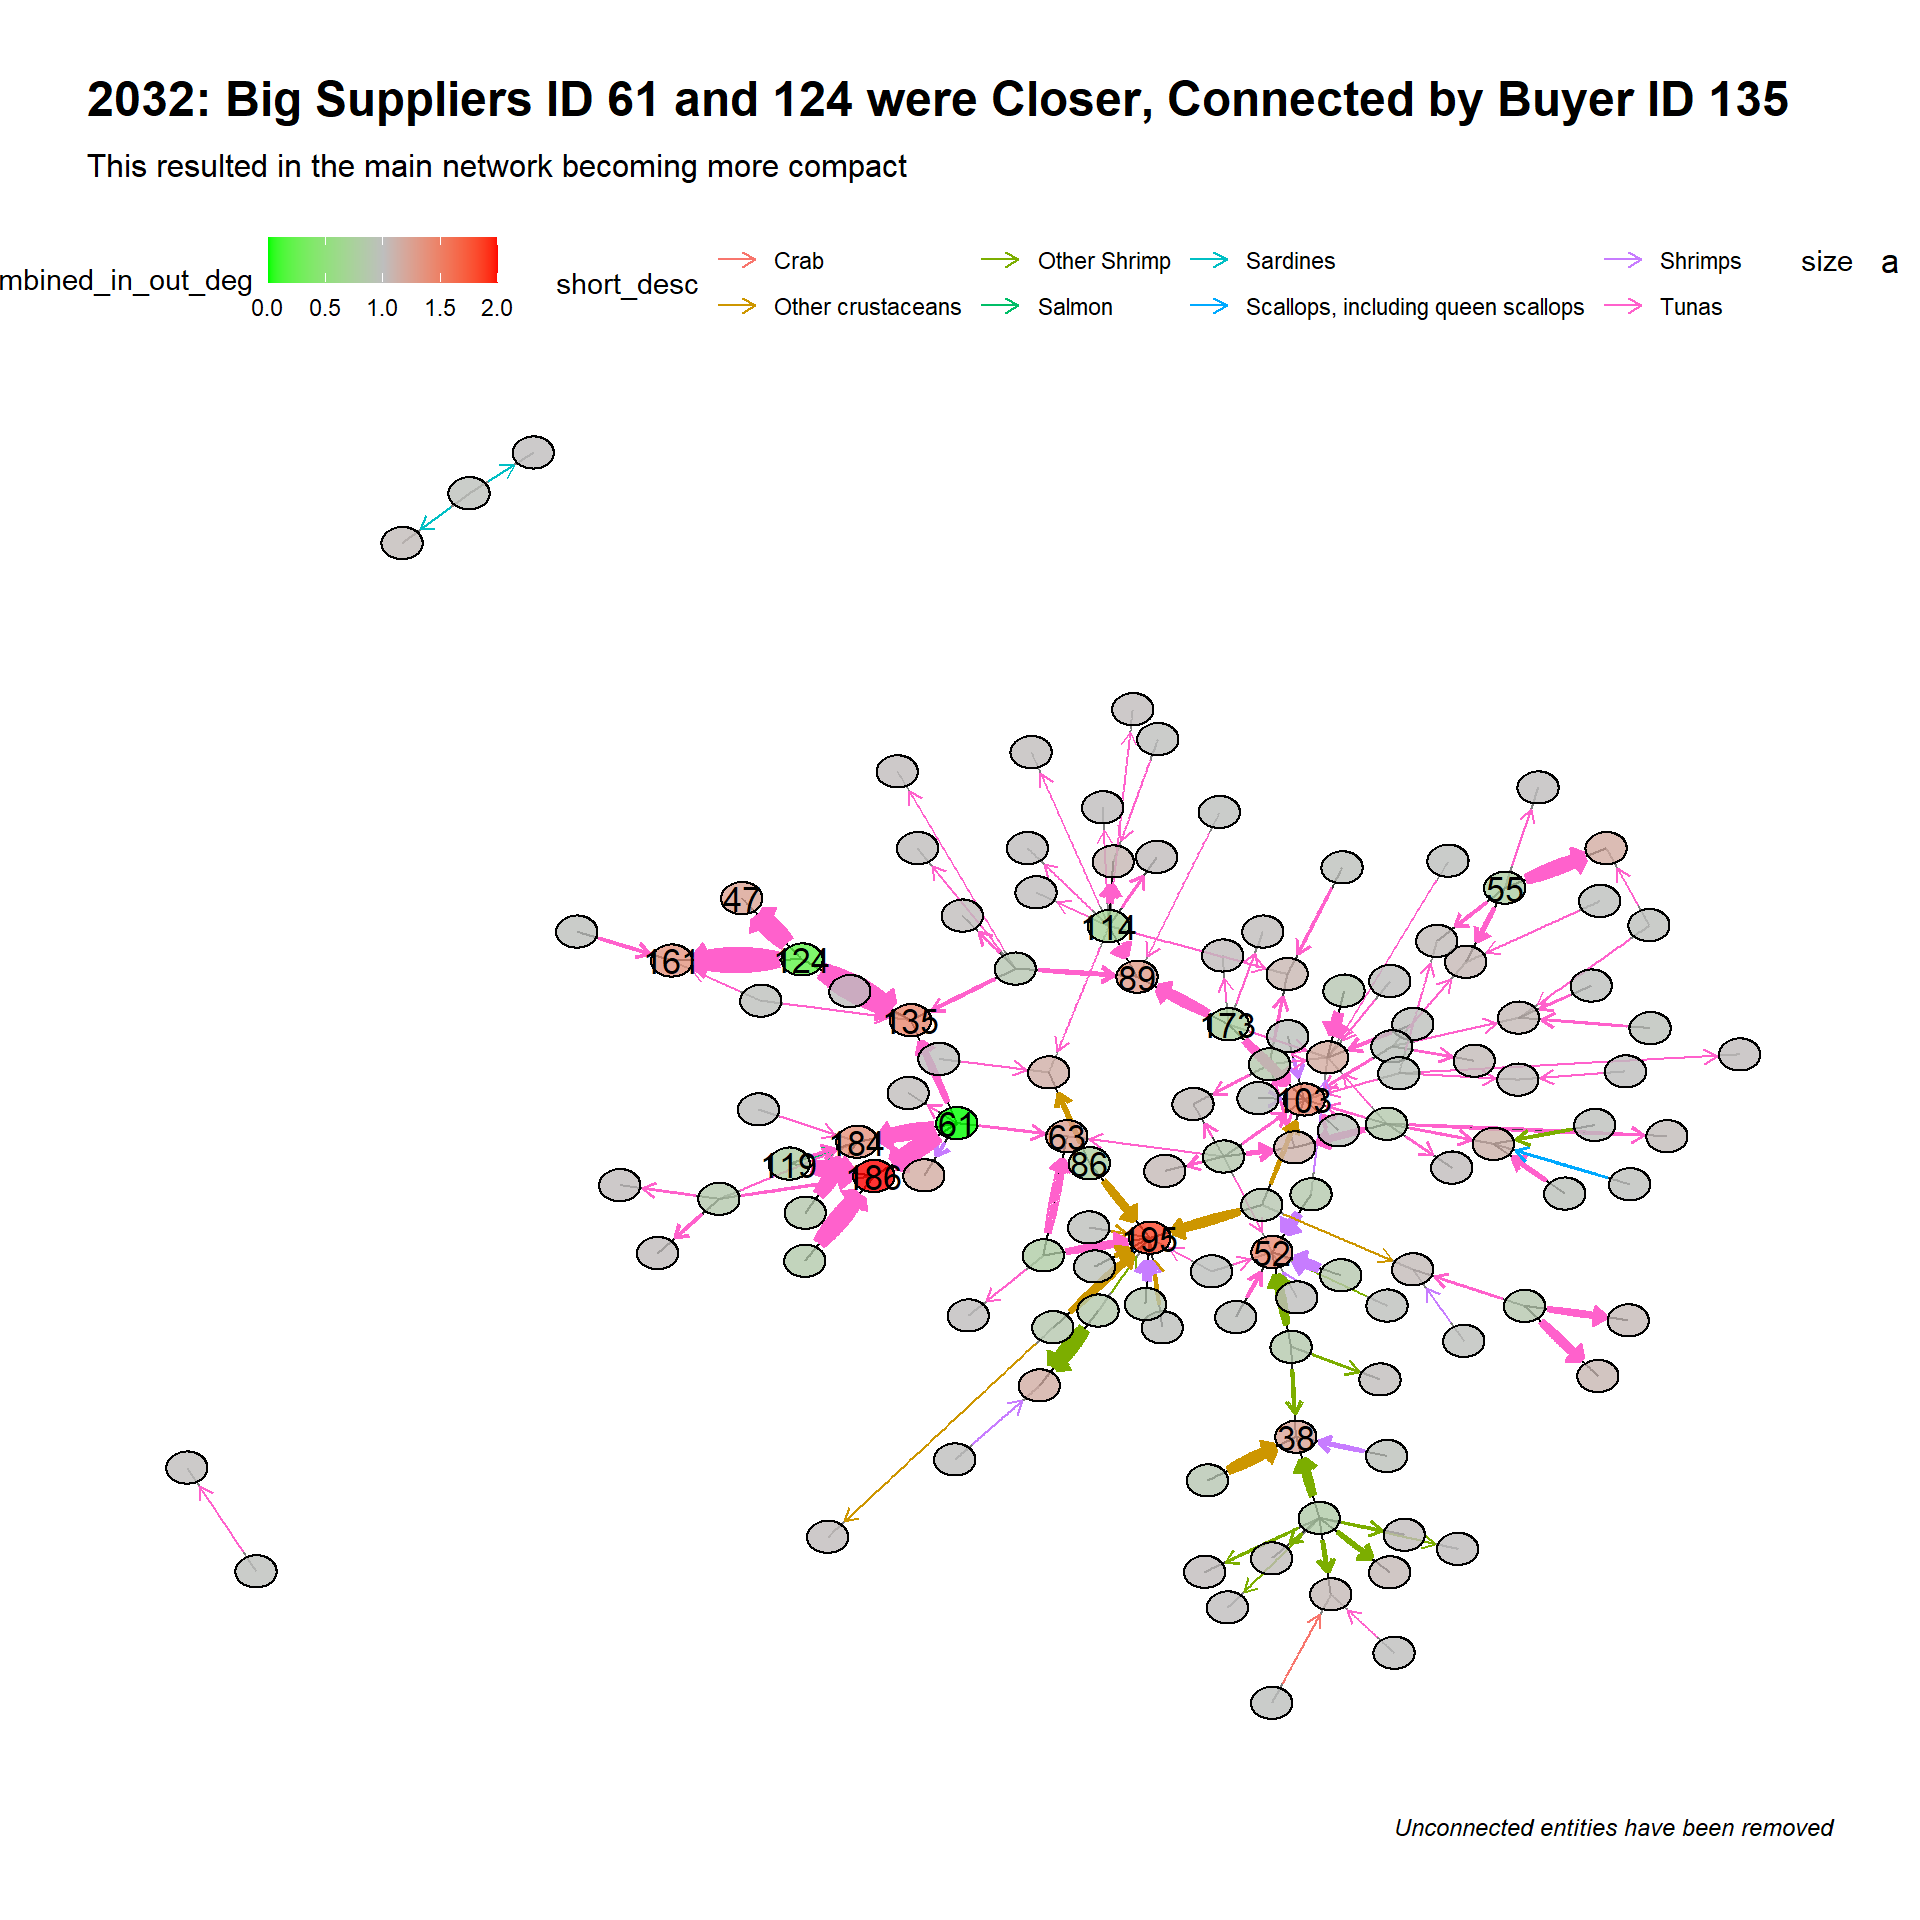 2032: Big Suppliers ID 61 and 124 were Closer, Connected by Buyer ID 135
This resulted in the main network becoming more compact
mbined_in_out_deg
0.0 0.5 1.0 1.5 2.0
short_desc
Crab
Other Shrimp
Sardines
Shrimps
Other crustaceans
Salmon
Scallops, including queen scallops
Tunas
size a
55
47
114
161
124
89
135
173
103
61
63
184
86
119
186
195
52
38
Unconnected entities have been removed